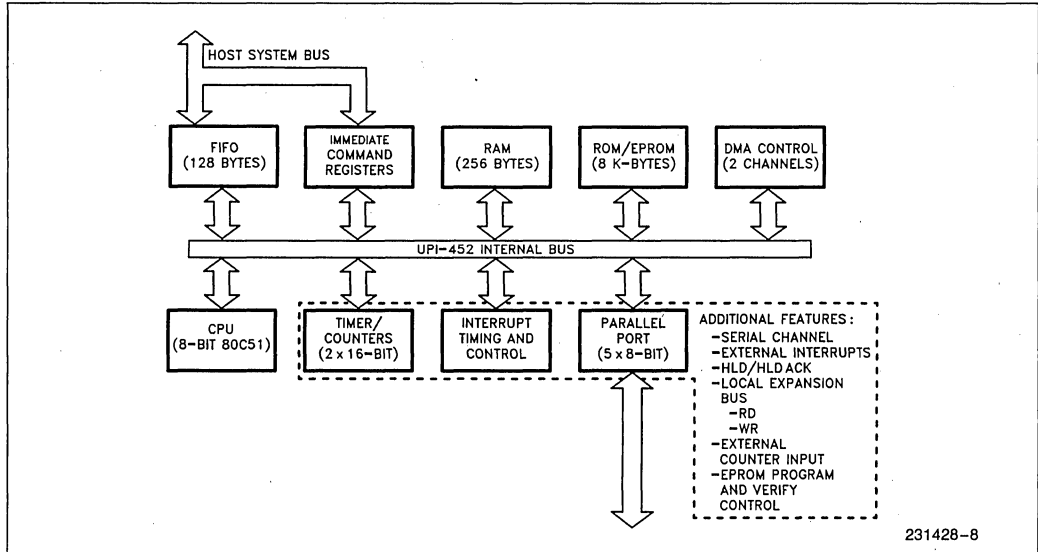 HOST SYSTEM BUS
FIFO
(128 BYTES)
IMMEDIATE
COMMAND
REGISTERS
RAM
(256 BYTES)
ROM/EPROM
(8 K-BYTES)
DMA CONTROL
(2 CHANNELS)
UPI-452 INTERNAL BUS
CPU
(8-BIT 80C51)
TIMER/
COUNTERS
(2 x 16-BIT)
INTERRUPT
TIMING AND
CONTROL
PARALLEL
PORT
(5 x 8-BIT)
ADDITIONAL FEATURES:
-SERIAL CHANNEL
-EXTERNAL INTERRUPTS
-HLD/HLD ACK
-LOCAL EXPANSION
BUS
-RD
-WR
-EXTERNAL
COUNTER INPUT
-EPROM PROGRAM
AND VERIFY
CONTROL
231428-8